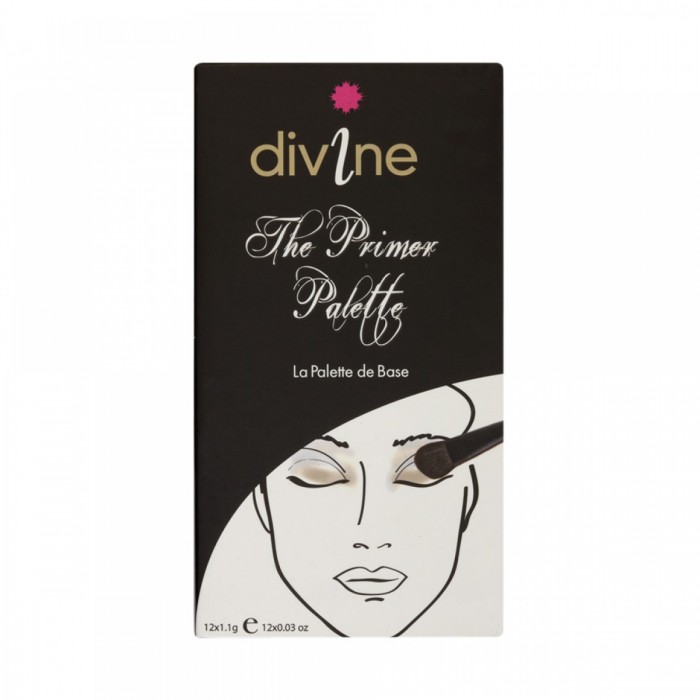 divine
The Primer
Palette
La Palette de Base
12x1.1g ℮ 12x0.03 oz